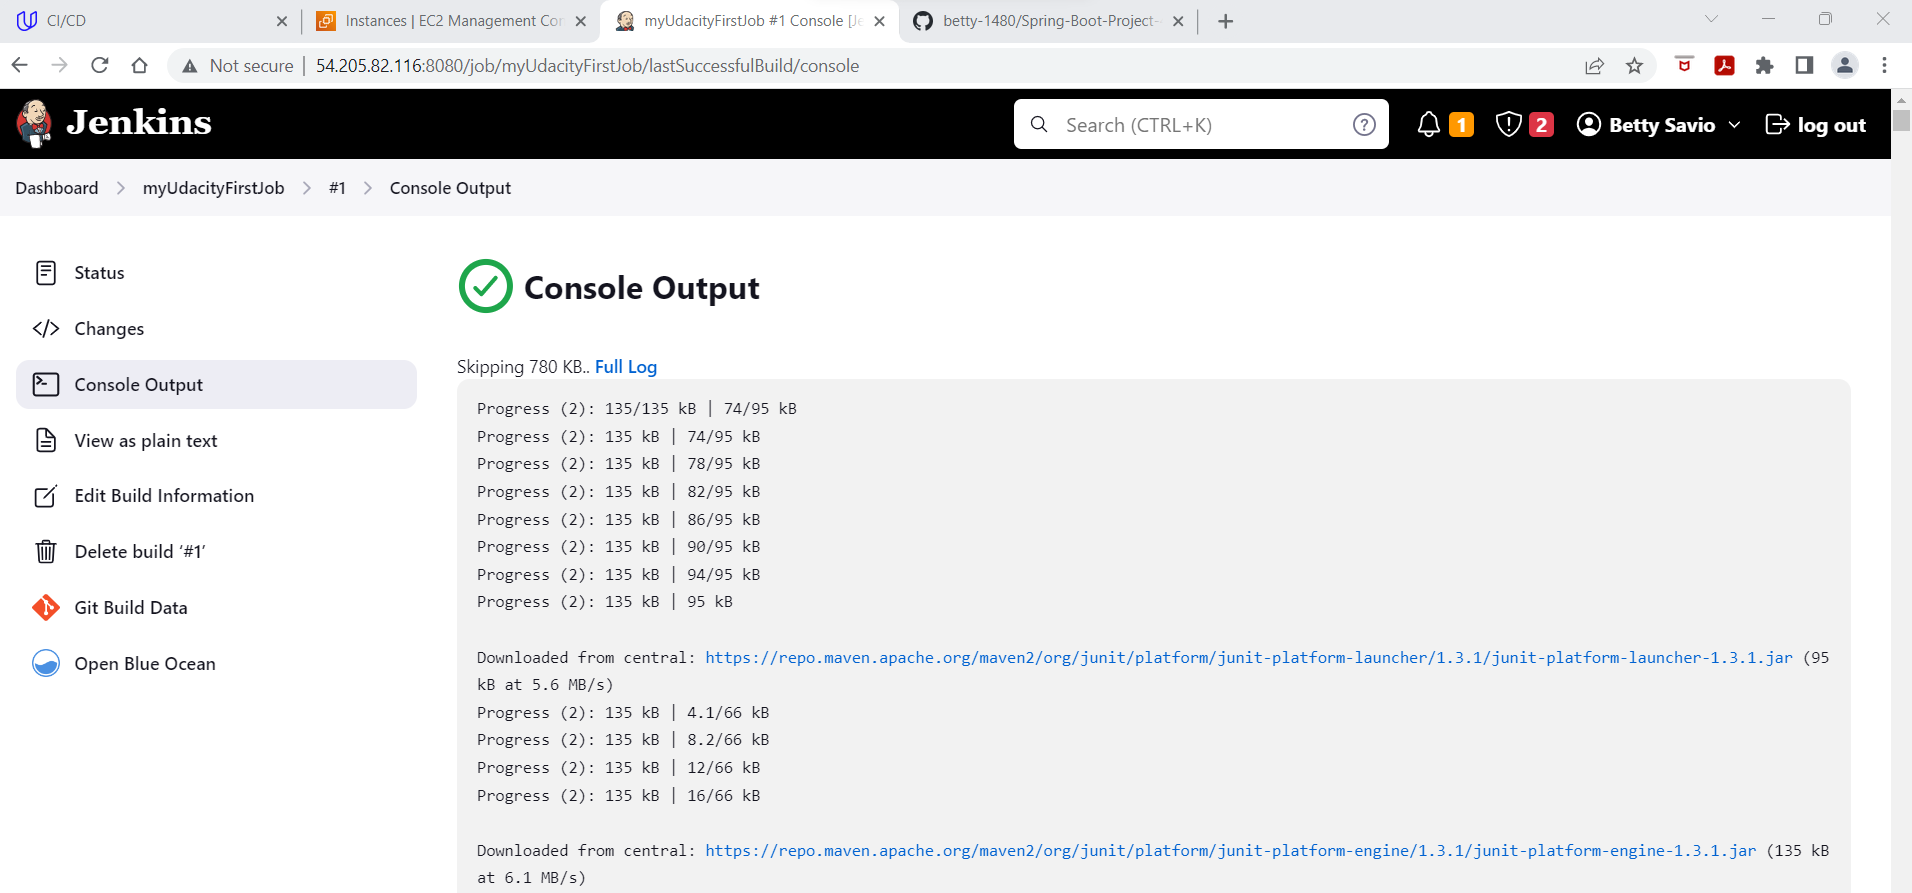 CI/CD
Instances | EC2 Management Con
myUdacityFirstJob #1 Console [Je
betty-1480/Spring-Boot-Project-
Not secure
54.205.82.116:8080/job/myUdacityFirstJob/lastSuccessfulBuild/console
Jenkins
Search (CTRL+K)
1
2
Betty Savio
log out
Dashboard > myUdacityFirstJob > #1 > Console Output
Status
Changes
Console Output
View as plain text
Edit Build Information
Delete build ‘#1’
Git Build Data
Open Blue Ocean
Console Output
Skipping 780 KB.. Full Log
Progress (2): 135/135 kB | 74/95 kB
Progress (2): 135 kB | 74/95 kB
Progress (2): 135 kB | 78/95 kB
Progress (2): 135 kB | 82/95 kB
Progress (2): 135 kB | 86/95 kB
Progress (2): 135 kB | 90/95 kB
Progress (2): 135 kB | 94/95 kB
Progress (2): 135 kB | 95 kB
Downloaded from central: https://repo.maven.apache.org/maven2/org/junit/platform/junit-platform-launcher/1.3.1/junit-platform-launcher-1.3.1.jar (95
kB at 5.6 MB/s)
Progress (2): 135 kB | 4.1/66 kB
Progress (2): 135 kB | 8.2/66 kB
Progress (2): 135 kB | 12/66 kB
Progress (2): 135 kB | 16/66 kB
Downloaded from central: https://repo.maven.apache.org/maven2/org/junit/platform/junit-platform-engine/1.3.1/junit-platform-engine-1.3.1.jar (135 kB
at 6.1 MB/s)